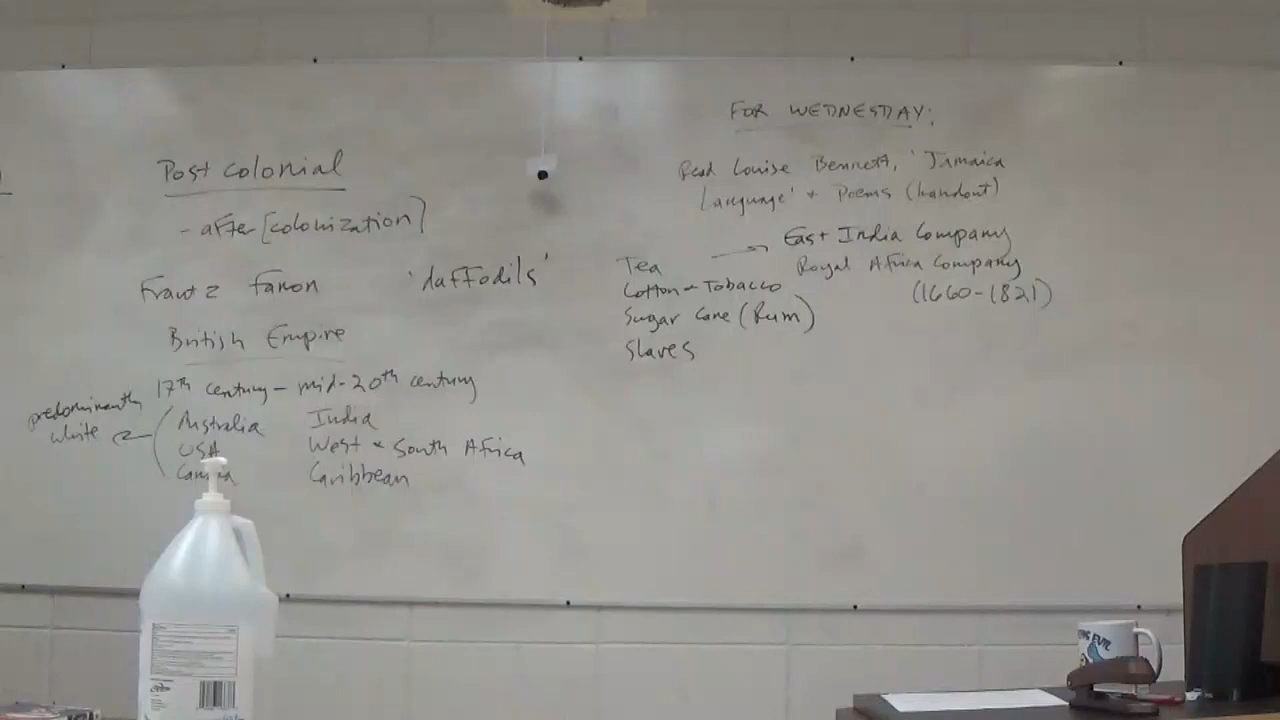 Post colonial
- after [colonization]
Frantz Fanon 'daffodils'
British Empire
17th century - mid-20th century
predominantly
white
Australia India
USA West & South Africa
Canada Caribbean
FOR WEDNESDAY:
Read Louise Bennett, 'Jamaica
Language' + Poems (handout)
East India Company
Royal Africa Company
(1660-1821)
Tea
Cotton & Tobacco
Sugar Cane (Rum)
Slaves
EVIL